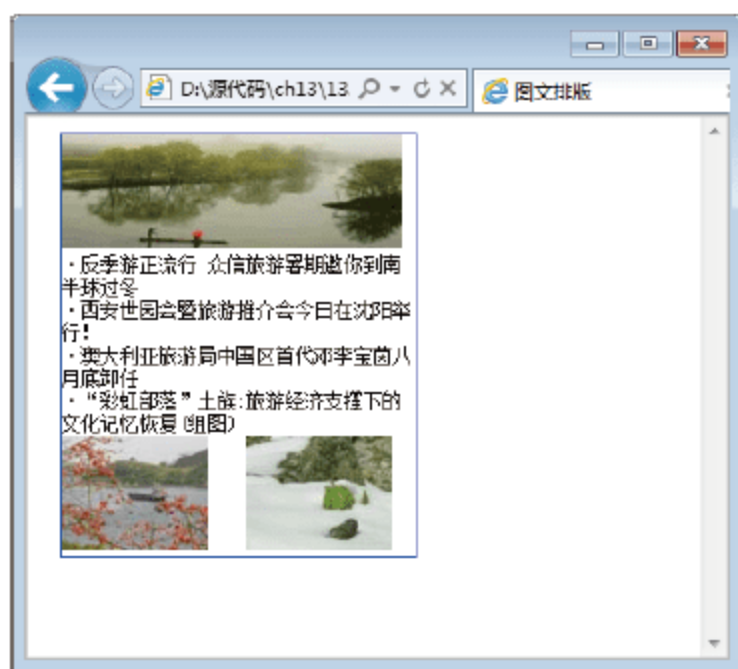 D:\源代码\ch13\13
图文排版
·反季游正流行 众信旅游署期邀你到南
半球过冬
·西安世园会暨旅游推介会今日在沈阳举
行!
·澳大利亚旅游局中国区首代邓李宝茵八
月底卸任
·“彩虹部落”土族:旅游经济支撑下的
文化记忆恢复(组图)